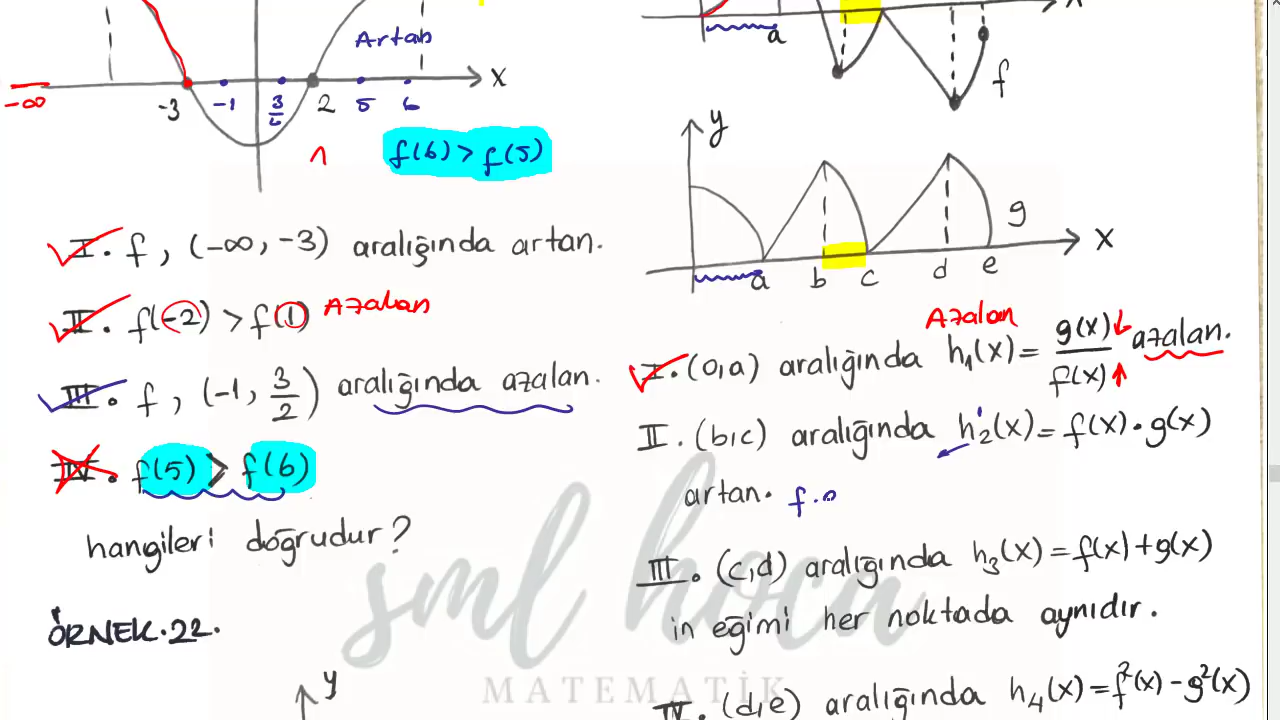 Artan
x
-∞
-3
-1
3/2
2
5
6
f(6) > f(5)
I. f, (-∞, -3) aralığında artan.
II. f(-2) > f(1) Azalan
III. f, (-1, 3/2) aralığında azalan.
IV. f(5) > f(6)
hangileri doğrudur?
ÖRNEK.22.
y
a
f
y
g
x
a b c d e
Azalan
I. (0,a) aralığında h₁(x) = g(x)↓ / f(x)↑ azalan.
II. (b,c) aralığında h₂'(x) = f(x)·g(x)
artan. f.
III. (c,d) aralığında h₃(x) = f(x)+g(x)
in eğimi her noktada aynıdır.
IV. (d,e) aralığında h₄(x) = f²(x) - g²(x)
sml hoca
MATEMATİK